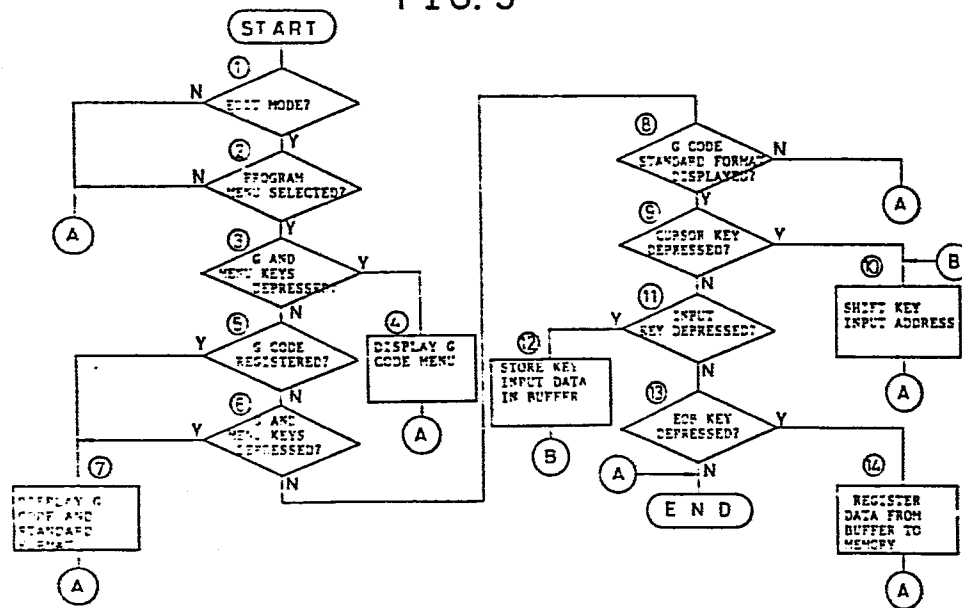 START
①
N
EDIT MODE?
Y
②
N
PROGRAM
MENU SELECTED?
A
Y
③
G AND
MENU KEYS
DEPRESSED?
Y
N
④
DISPLAY G
CODE MENU
A
⑤
Y
G CODE
REGISTERED?
N
⑥
Y
G AND
MENU KEYS
DEPRESSED?
N
⑦
DISPLAY G
CODE AND
STANDARD
FORMAT
A
⑧
G CODE
STANDARD FORMAT
DISPLAYED?
N
A
Y
⑨
CURSOR KEY
DEPRESSED?
Y
B
⑩
SHIFT KEY
INPUT ADDRESS
A
N
⑪
Y
INPUT
KEY DEPRESSED?
⑫
STORE KEY
INPUT DATA
IN BUFFER
B
N
⑬
EOB KEY
DEPRESSED?
Y
A
N
END
⑭
REGISTER
DATA FROM
BUFFER TO
MEMORY
A